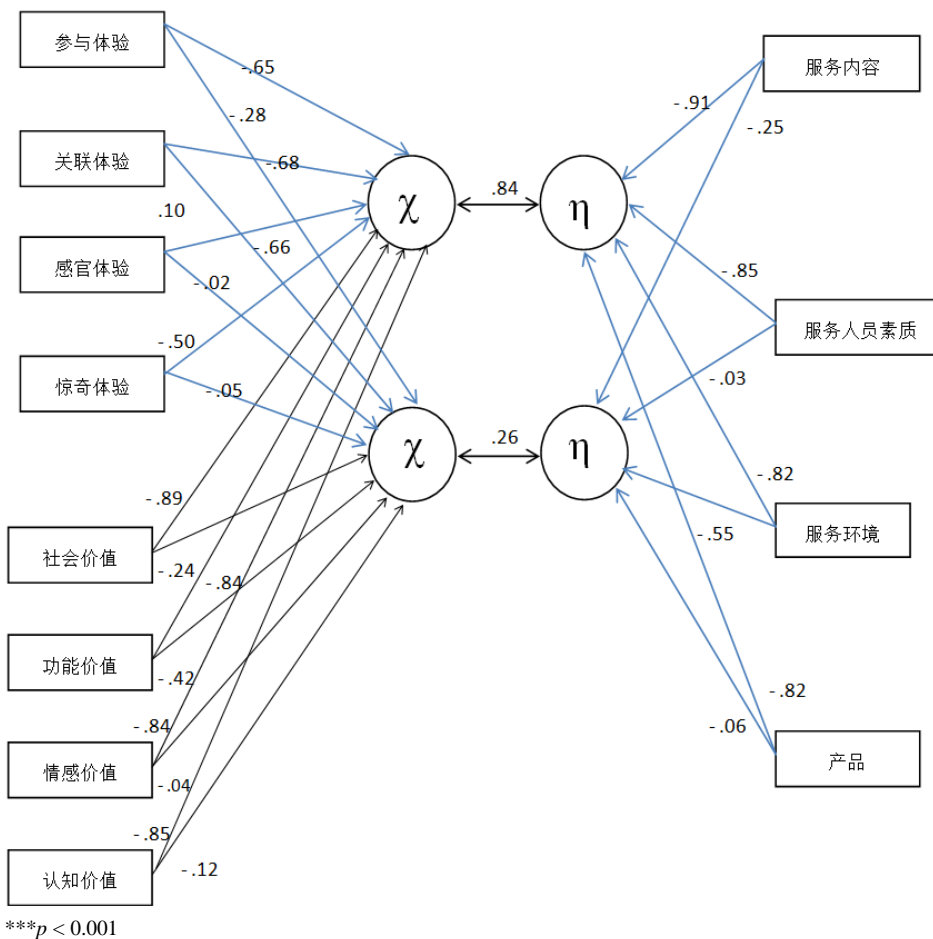 参与体验
服务内容
-.65
-.91
-.28
-.25
关联体验
-.68
.84
χ
η
.10
-.66
感官体验
-.02
-.85
服务人员素质
-.50
惊奇体验
-.05
-.03
.26
χ
η
-.89
-.82
社会价值
-.24
-.84
-.55
服务环境
功能价值
-.42
-.82
-.84
-.06
情感价值
产品
-.04
-.85
认知价值
-.12
***p < 0.001